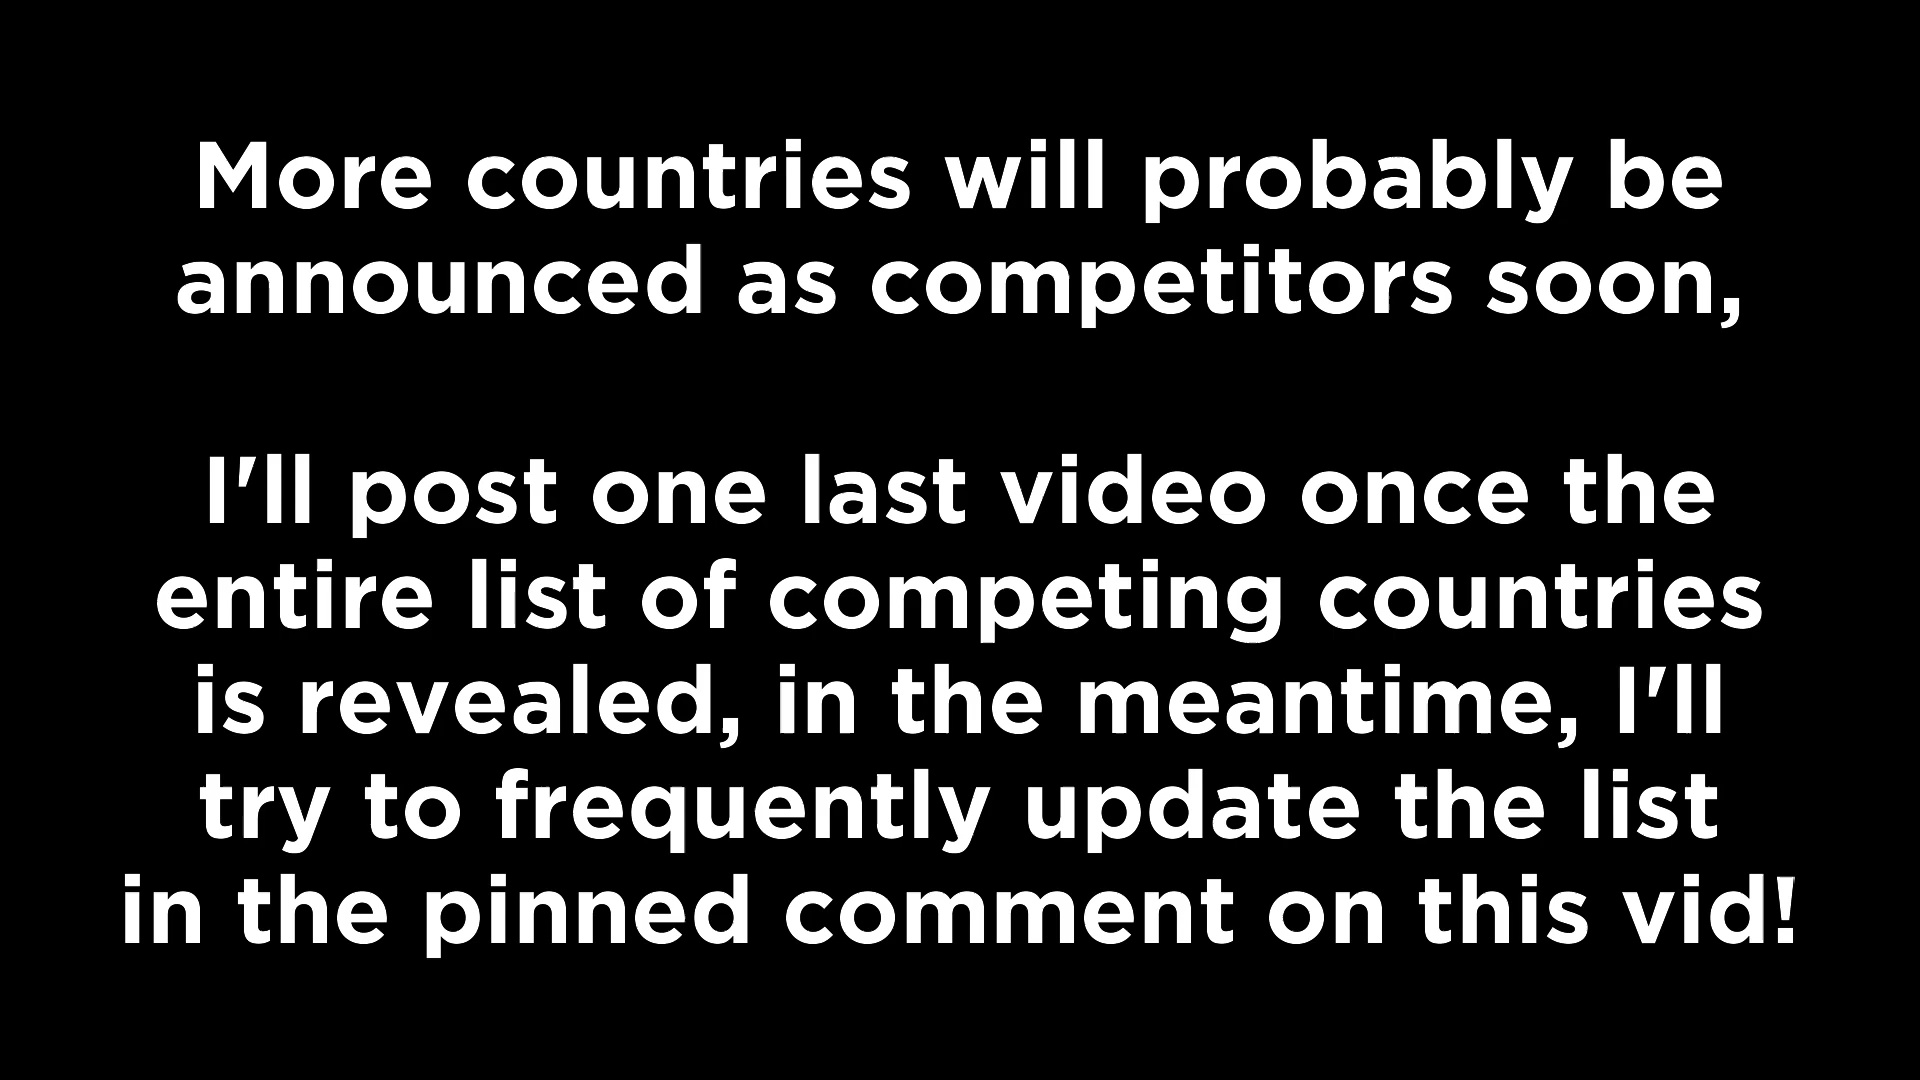 More countries will probably be
announced as competitors soon,
I'll post one last video once the
entire list of competing countries
is revealed, in the meantime, I'll
try to frequently update the list
in the pinned comment on this vid!